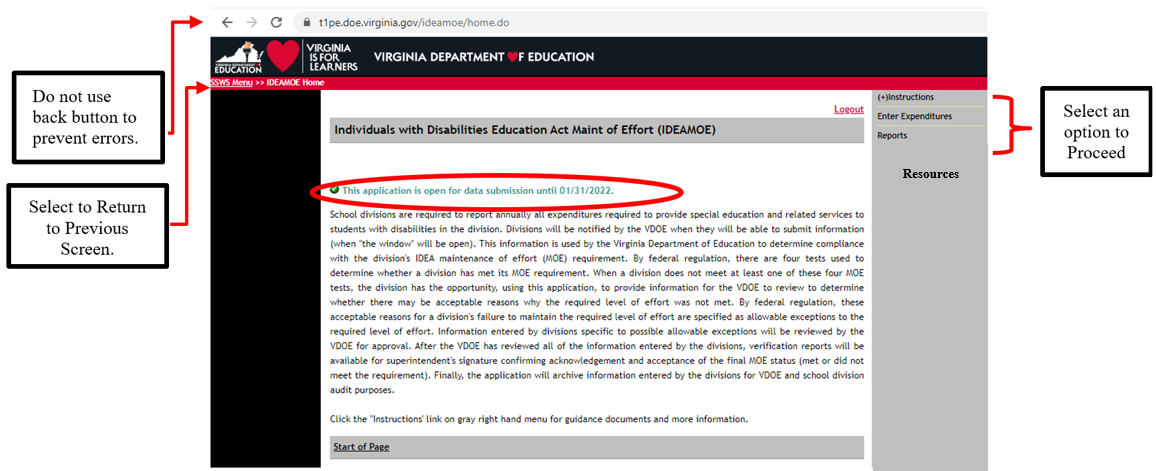 t1pe.doe.virginia.gov/ideamoe/home.do
VIRGINIA DEPARTMENT OF
EDUCATION
VIRGINIA
IS FOR
LEARNERS
VIRGINIA DEPARTMENT OF EDUCATION
SSWS Menu >> IDEAMOE Home
Do not use
back button to
prevent errors.
Select to Return
to Previous
Screen.
Logout
Individuals with Disabilities Education Act Maint of Effort (IDEAMOE)
This application is open for data submission until 01/31/2022.
School divisions are required to report annually all expenditures required to provide special education and related services to
students with disabilities in the division. Divisions will be notified by the VDOE when they will be able to submit information
(when "the window" will be open). This information is used by the Virginia Department of Education to determine compliance
with the division's IDEA maintenance of effort (MOE) requirement. By federal regulation, there are four tests used to
determine whether a division has met its MOE requirement. When a division does not meet at least one of these four MOE
tests, the division has the opportunity, using this application, to provide information for the VDOE to review to determine
whether there may be acceptable reasons why the required level of effort was not met. By federal regulation, these
acceptable reasons for a division's failure to maintain the required level of effort are specified as allowable exceptions to the
required level of effort. Information entered by divisions specific to possible allowable exceptions will be reviewed by the
VDOE for approval. After the VDOE has reviewed all of the information entered by the divisions, verification reports will be
available for superintendent's signature confirming acknowledgement and acceptance of the final MOE status (met or did not
meet the requirement). Finally, the application will archive information entered by the divisions for VDOE and school division
audit purposes.
Click the "Instructions' link on gray right hand menu for guidance documents and more information.
Start of Page
(+)Instructions
Enter Expenditures
Reports
Resources
Select an
option to
Proceed